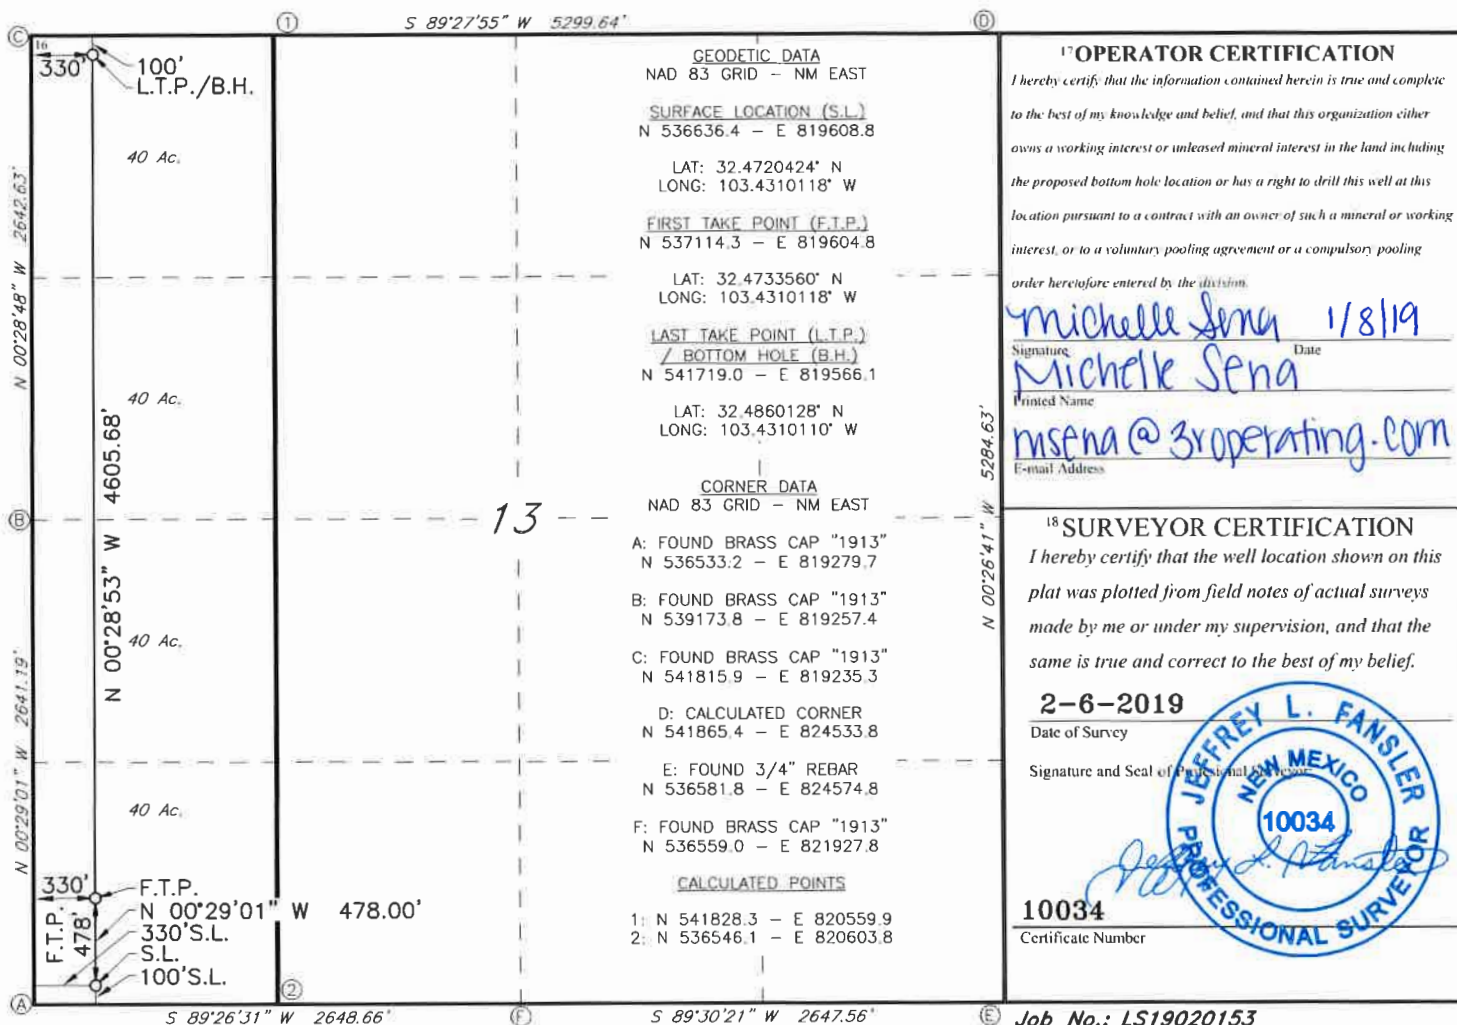 S 89°27'55" W 5299.64'
C
1
D
16
330'
100'
L.T.P./B.H.
40 Ac.
N 00°28'48" W 2642.63'
40 Ac.
N 00°28'53" W 4605.68'
B
13
40 Ac.
N 00°29'01" W 2641.19'
40 Ac.
330'
F.T.P.
N 00°29'01" W 478.00'
F.T.P.
478'
330'S.L.
S.L.
100'S.L.
A
2
S 89°26'31" W 2648.66'
F
S 89°30'21" W 2647.56'
E
N 00°26'41" W 5284.63'
GEODETIC DATA
NAD 83 GRID - NM EAST
SURFACE LOCATION (S.L.)
N 536636.4 - E 819608.8
LAT: 32.4720424° N
LONG: 103.4310118° W
FIRST TAKE POINT (F.T.P.)
N 537114.3 - E 819604.8
LAT: 32.4733560° N
LONG: 103.4310118° W
LAST TAKE POINT (L.T.P.)
/ BOTTOM HOLE (B.H.)
N 541719.0 - E 819566.1
LAT: 32.4860128° N
LONG: 103.4310110° W
CORNER DATA
NAD 83 GRID - NM EAST
A: FOUND BRASS CAP "1913"
N 536533.2 - E 819279.7
B: FOUND BRASS CAP "1913"
N 539173.8 - E 819257.4
C: FOUND BRASS CAP "1913"
N 541815.9 - E 819235.3
D: CALCULATED CORNER
N 541865.4 - E 824533.8
E: FOUND 3/4" REBAR
N 536581.8 - E 824574.8
F: FOUND BRASS CAP "1913"
N 536559.0 - E 821927.8
CALCULATED POINTS
1: N 541828.3 - E 820559.9
2: N 536546.1 - E 820603.8
17 OPERATOR CERTIFICATION
I hereby certify that the information contained herein is true and complete
to the best of my knowledge and belief, and that this organization either
owns a working interest or unleased mineral interest in the land including
the proposed bottom hole location or has a right to drill this well at this
location pursuant to a contract with an owner of such a mineral or working
interest, or to a voluntary pooling agreement or a compulsory pooling
order heretofore entered by the division.
Michelle Sena 1/8/19
Signature Date
Michelle Sena
Printed Name
msena@3roperating.com
E-mail Address
18 SURVEYOR CERTIFICATION
I hereby certify that the well location shown on this
plat was plotted from field notes of actual surveys
made by me or under my supervision, and that the
same is true and correct to the best of my belief.
2-6-2019
Date of Survey
Signature and Seal of Professional Surveyor:
JEFFREY L. FANSLER
NEW MEXICO
10034
PROFESSIONAL SURVEYOR
Jeffrey L. Fansler
10034
Certificate Number
Job No.: LS19020153